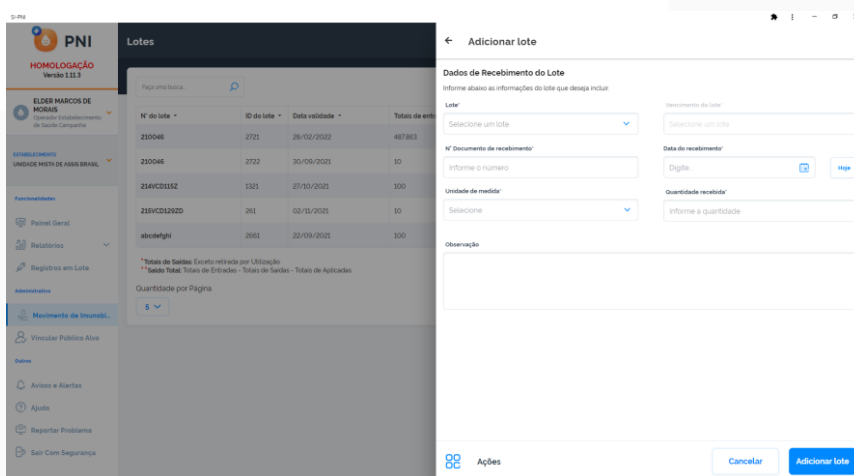 SI-PNI
PNI
HOMOLOGAÇÃO
Versão 1.11.3
ELDER MARCOS DE MORAIS
Operador Estabelecimento de Saúde Campanha
ESTABELECIMENTO
UNIDADE MISTA DE ASSIS BRASIL
Funcionalidades
Painel Geral
Relatórios
Registros em Lote
Administrativo
Movimento de Imunobi...
Vincular Público Alvo
Outros
Avisos e Alertas
Ajuda
Reportar Problema
Sair Com Segurança
Lotes
Faça uma busca...
N° do lote ID do lote Data validade Totais de entr
210046 2721 28/02/2022 487863
210046 2722 30/09/2021 10
214VCD115Z 1321 27/10/2021 100
215VCD129ZD 261 02/11/2021 10
abcdefghi 2661 22/09/2021 100
*Totais de Saídas: Exceto retirada por Utilização
**Saldo Total: Totais de Entradas - Totais de Saídas - Totais de Aplicadas
Quantidade por Página
5
Adicionar lote
Dados de Recebimento do Lote
Informe abaixo as informações do lote que deseja incluir.
Lote* Vencimento do lote*
Selecione um lote Selecione um lote
N° Documento de recebimento* Data do recebimento*
Informe o número Digite... Hoje
Unidade de medida* Quantidade recebida*
Selecione Informe a quantidade
Observação
Ações Cancelar Adicionar lote